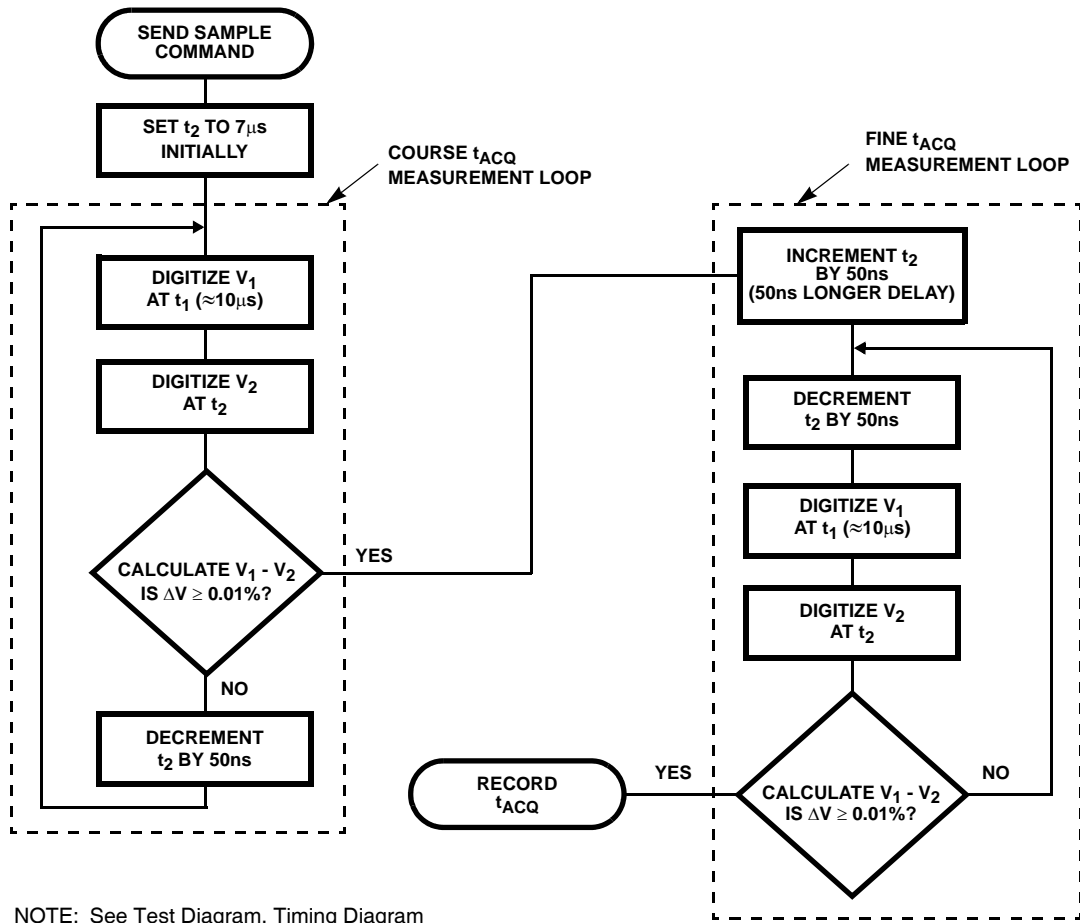 SEND SAMPLE
COMMAND
SET t2 TO 7μs
INITIALLY
COURSE tACQ
MEASUREMENT LOOP
DIGITIZE V1
AT t1 (≈10μs)
DIGITIZE V2
AT t2
CALCULATE V1 - V2
IS ΔV ≥ 0.01%?
YES
NO
DECREMENT
t2 BY 50ns
FINE tACQ
MEASUREMENT LOOP
INCREMENT t2
BY 50ns
(50ns LONGER DELAY)
DECREMENT
t2 BY 50ns
DIGITIZE V1
AT t1 (≈10μs)
DIGITIZE V2
AT t2
CALCULATE V1 - V2
IS ΔV ≥ 0.01%?
NO
YES
RECORD
tACQ
NOTE: See Test Diagram, Timing Diagram